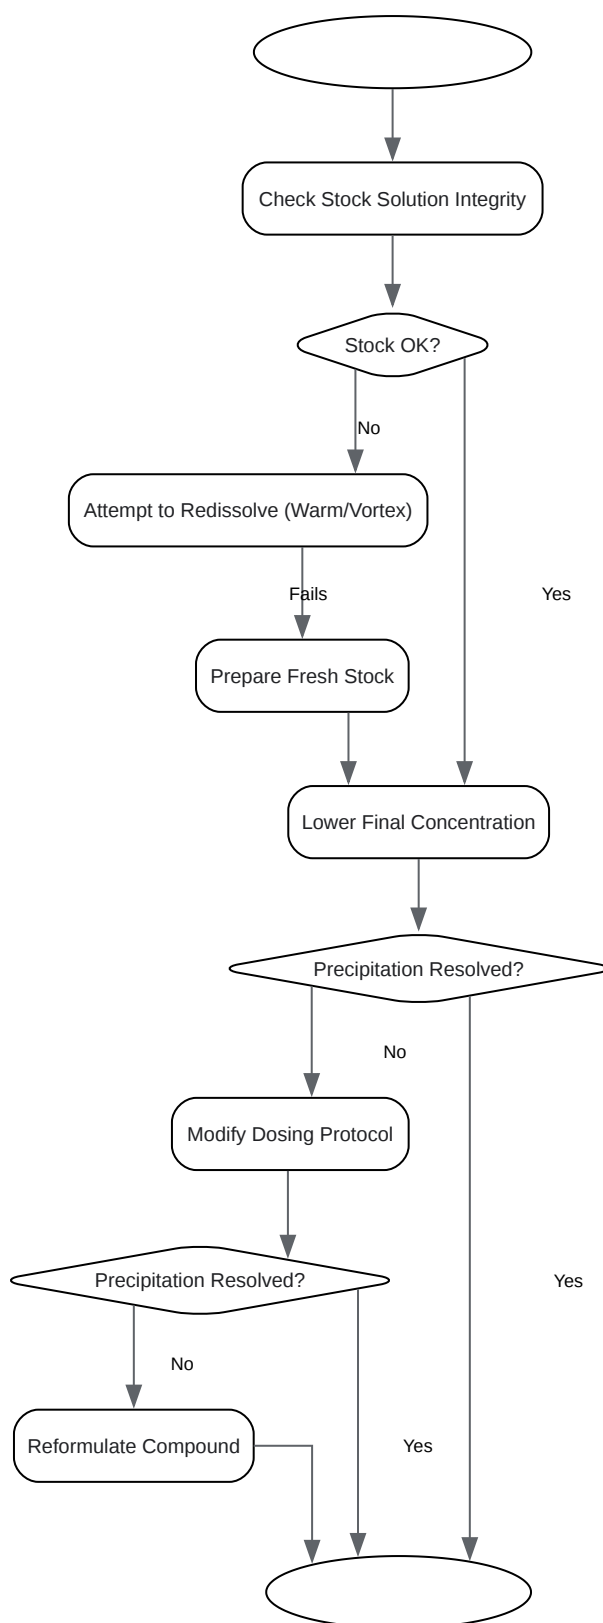 Check Stock Solution Integrity
Stock OK?
No
Attempt to Redissolve (Warm/Vortex)
Fails
Yes
Prepare Fresh Stock
Lower Final Concentration
Precipitation Resolved?
No
Modify Dosing Protocol
Precipitation Resolved?
Yes
No
Reformulate Compound
Yes